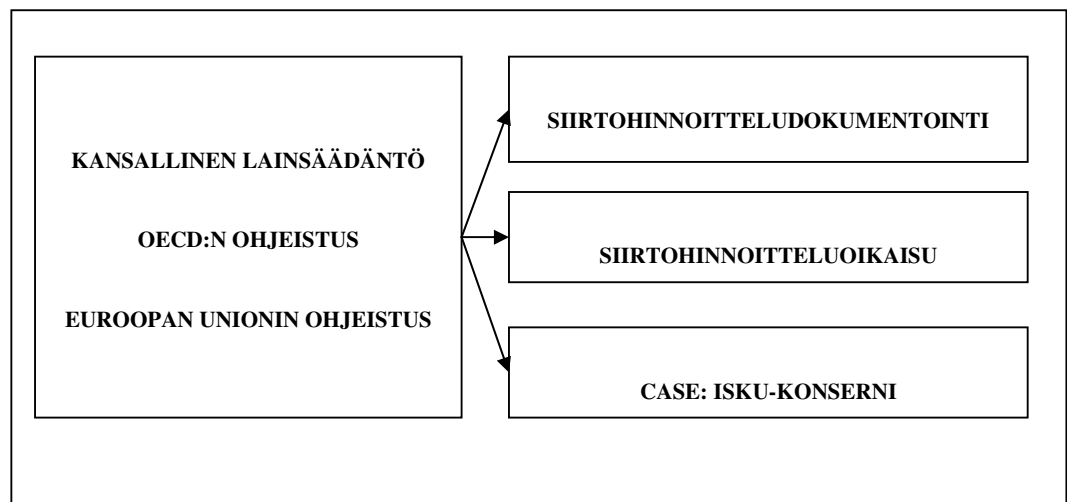 KANSALLINEN LAINSÄÄDÄNTÖ
OECD:N OHJEISTUS
EUROOPAN UNIONIN OHJEISTUS
SIIRTOHINNOITTELUDOKUMENTOINTI
SIIRTOHINNOITTELUOIKAISU
CASE: ISKU-KONSERNI